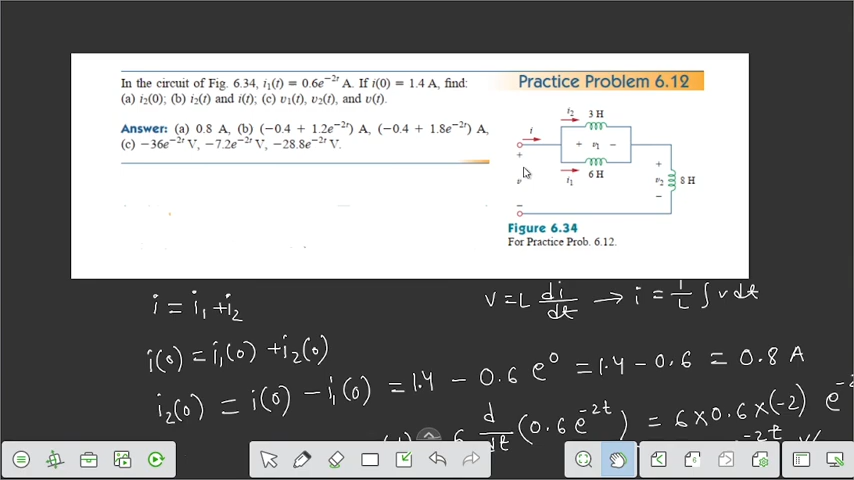 In the circuit of Fig. 6.34, i₁(t) = 0.6e⁻²ᵗ A. If i(0) = 1.4 A, find:
(a) i₂(0); (b) i₂(t) and i(t); (c) v₁(t), v₂(t), and v(t).
Answer: (a) 0.8 A, (b) (−0.4 + 1.2e⁻²ᵗ) A, (−0.4 + 1.8e⁻²ᵗ) A,
(c) −36e⁻²ᵗ V, −7.2e⁻²ᵗ V, −28.8e⁻²ᵗ V.
Practice Problem 6.12
i₂ 3 H
i
+ v₁ −
+ +
i₁ 6 H
v v₂ 8 H
− −
Figure 6.34
For Practice Prob. 6.12.
i = i₁ + i₂
V = L di/dt → i = 1/L ∫ v dt
i(0) = i₁(0) + i₂(0)
i₂(0) = i(0) − i₁(0) = 1.4 − 0.6 e⁰ = 1.4 − 0.6 = 0.8 A
6 d/dt (0.6 e⁻²ᵗ) = 6 × 0.6 × (−2) e⁻²